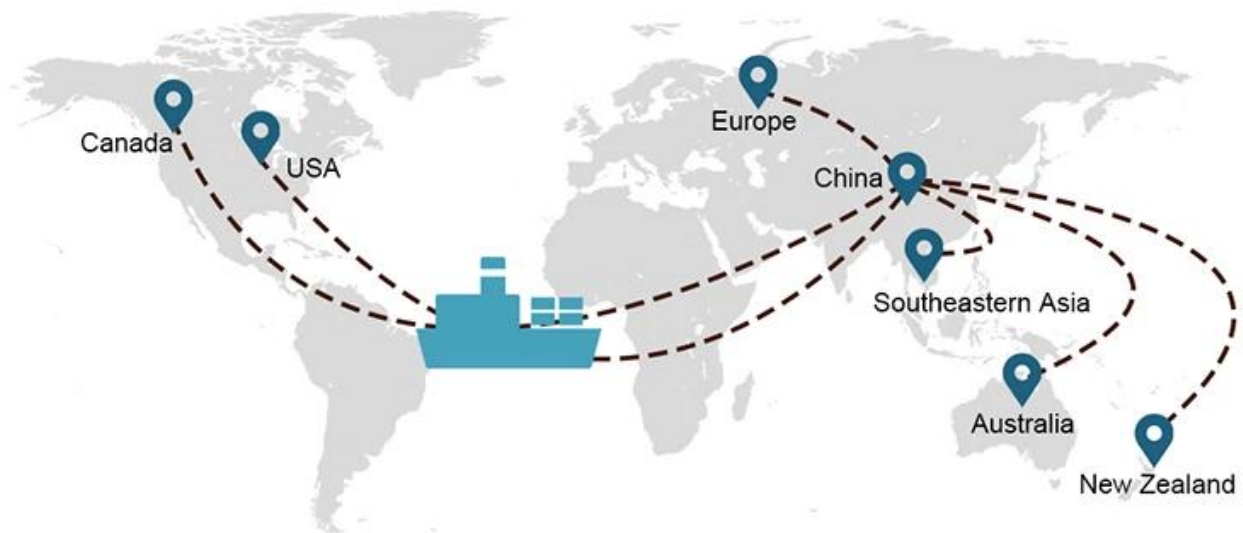 Canada
USA
Europe
China
Southeastern Asia
Australia
New Zealand